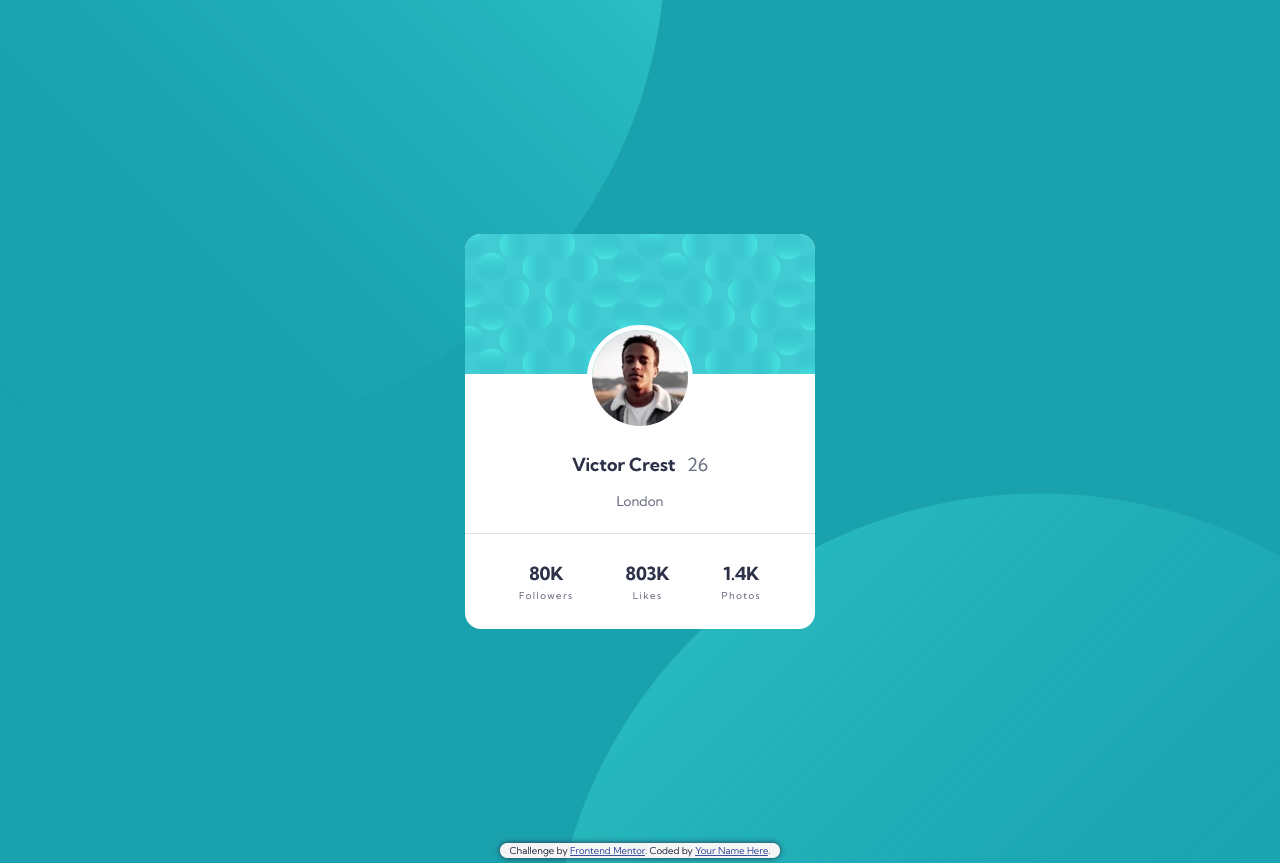 Victor Crest 26
London
80K 803K 1.4K
Followers Likes Photos
Challenge by Frontend Mentor. Coded by Your Name Here.